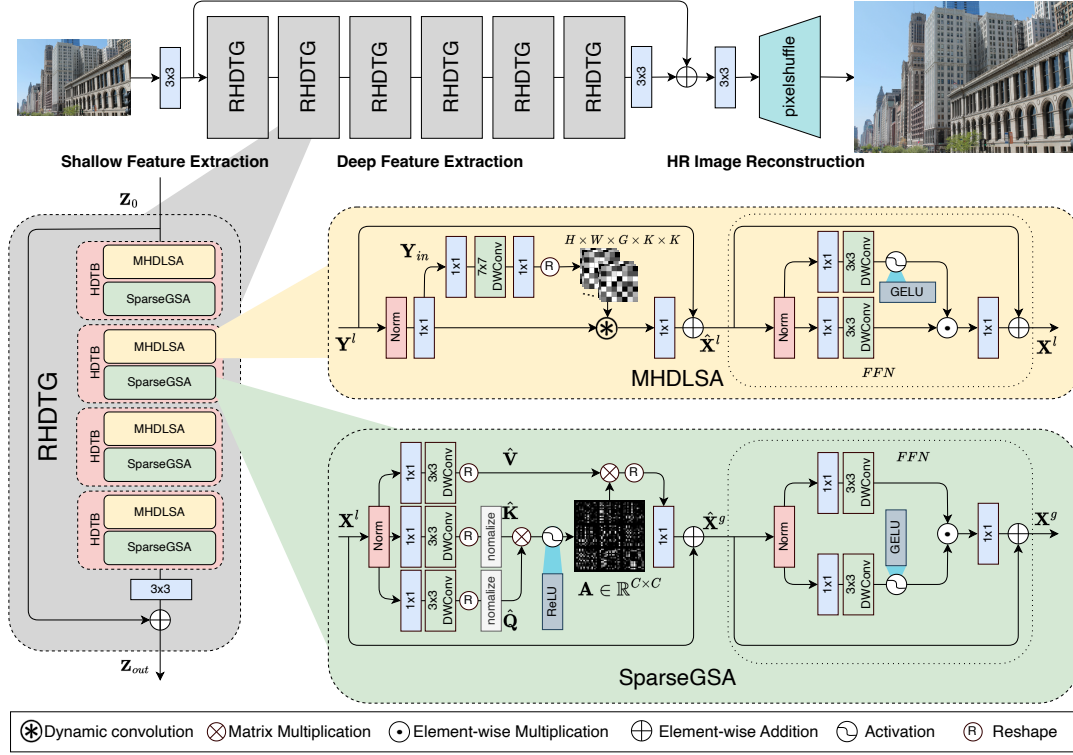 3x3
RHDTG
RHDTG
RHDTG
RHDTG
RHDTG
RHDTG
3x3
3x3
pixelshuffle
Shallow Feature Extraction
Deep Feature Extraction
HR Image Reconstruction
Z_0
RHDTG
HDTB
MHDLSA
SparseGSA
HDTB
MHDLSA
SparseGSA
HDTB
MHDLSA
SparseGSA
HDTB
MHDLSA
SparseGSA
3x3
Z_out
Y^l
Norm
1x1
Y_in
1x1
7x7
DWConv
1x1
R
H × W × G × K × K
...
1x1
X̂^l
Norm
1x1
3x3
DWConv
GELU
1x1
3x3
DWConv
1x1
X^l
FFN
MHDLSA
X^l
Norm
1x1
3x3
DWConv
R
V̂
R
1x1
3x3
DWConv
R
nomalize
K̂
1x1
3x3
DWConv
R
nomalize
Q̂
ReLU
A ∈ ℝ^{C×C}
1x1
X̂^g
FFN
Norm
1x1
3x3
DWConv
GELU
1x1
3x3
DWConv
1x1
X^g
SparseGSA
Dynamic convolution
Matrix Multiplication
Element-wise Multiplication
Element-wise Addition
Activation
R Reshape